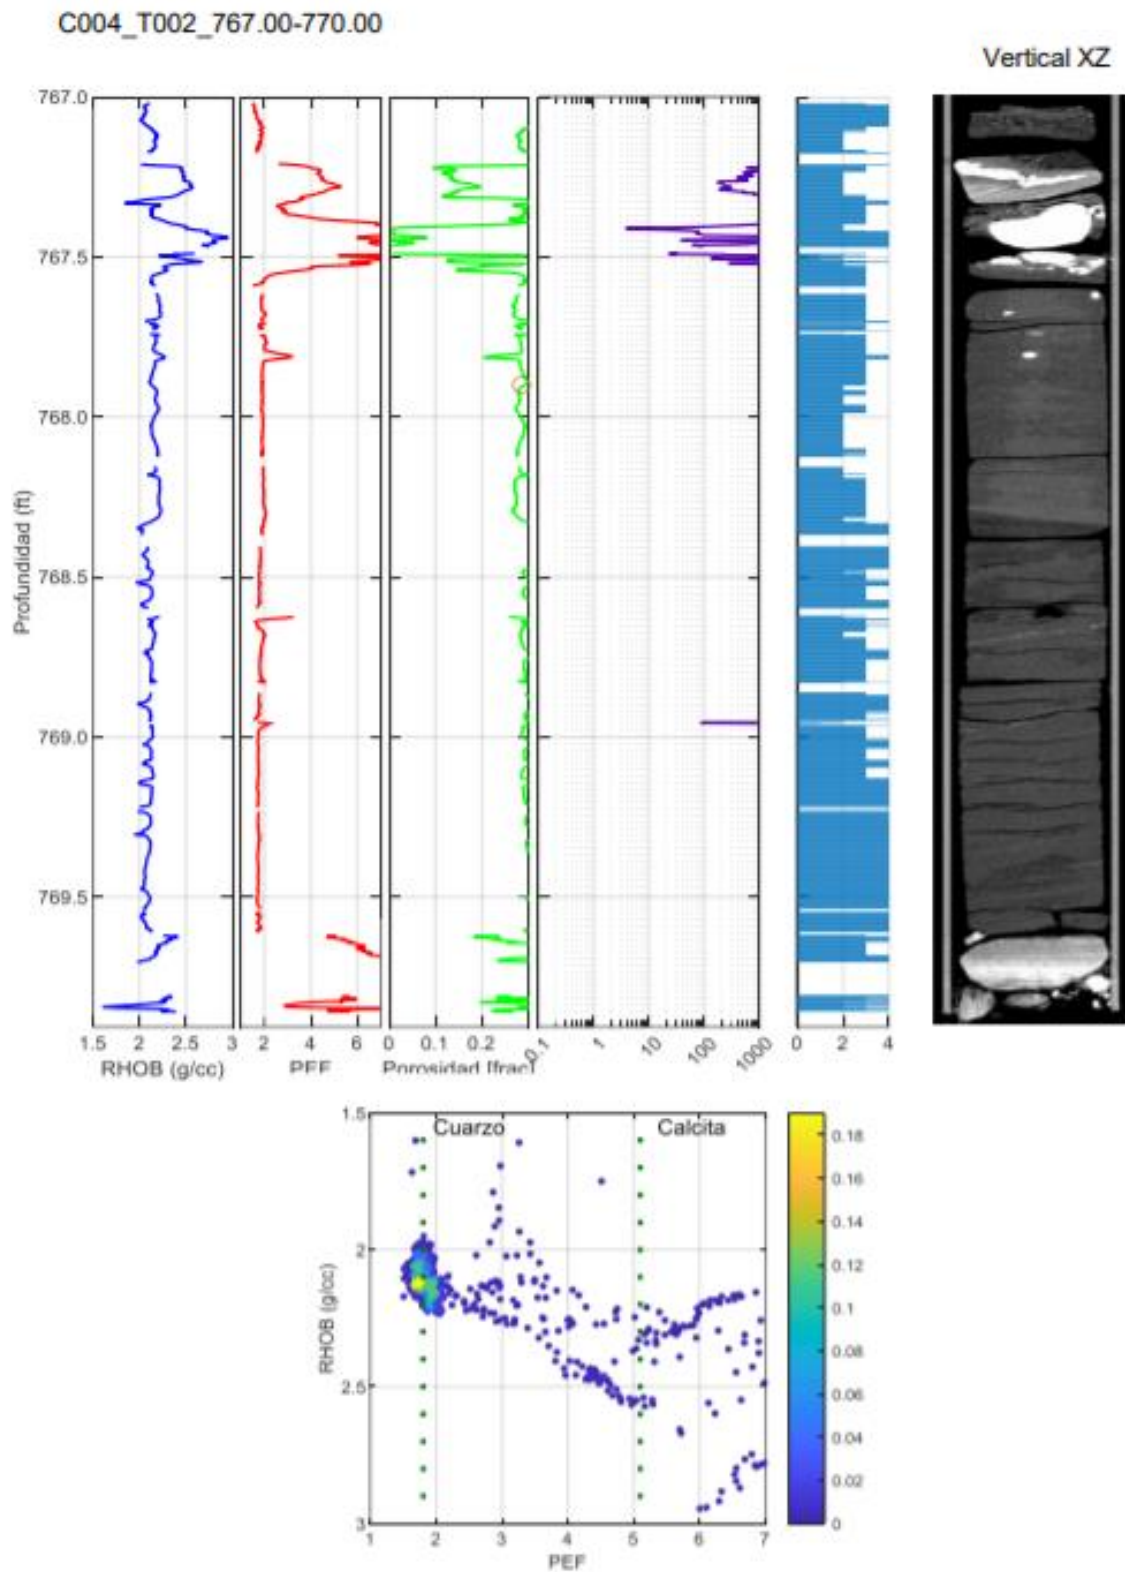 C004_T002_767.00-770.00
Vertical XZ
767.0
767.5
768.0
768.5
769.0
769.5
Profundidad (ft)
1.5 2 2.5 3
RHOB (g/cc)
2 4 6
PEF
0 0.1 0.2
Porosidad [frac]
0.1 1 10 100 1000
0 2 4
Cuarzo Calcita
1.5
2
2.5
3
RHOB (g/cc)
1 2 3 4 5 6 7
PEF
0.18
0.16
0.14
0.12
0.1
0.08
0.06
0.04
0.02
0